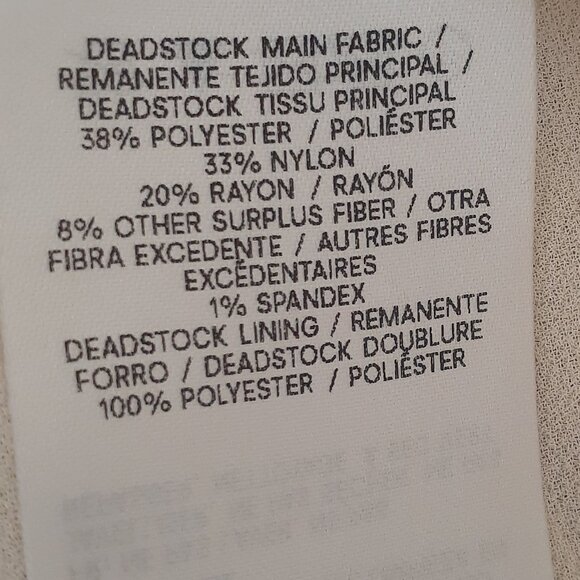 DEADSTOCK MAIN FABRIC /
REMANENTE TEJIDO PRINCIPAL /
DEADSTOCK TISSU PRINCIPAL
38% POLYESTER / POLIÉSTER
33% NYLON
20% RAYON / RAYÓN
8% OTHER SURPLUS FIBER / OTRA
FIBRA EXCEDENTE / AUTRES FIBRES
EXCÉDENTAIRES
1% SPANDEX
DEADSTOCK LINING / REMANENTE
FORRO / DEADSTOCK DOUBLURE
100% POLYESTER / POLIÉSTER